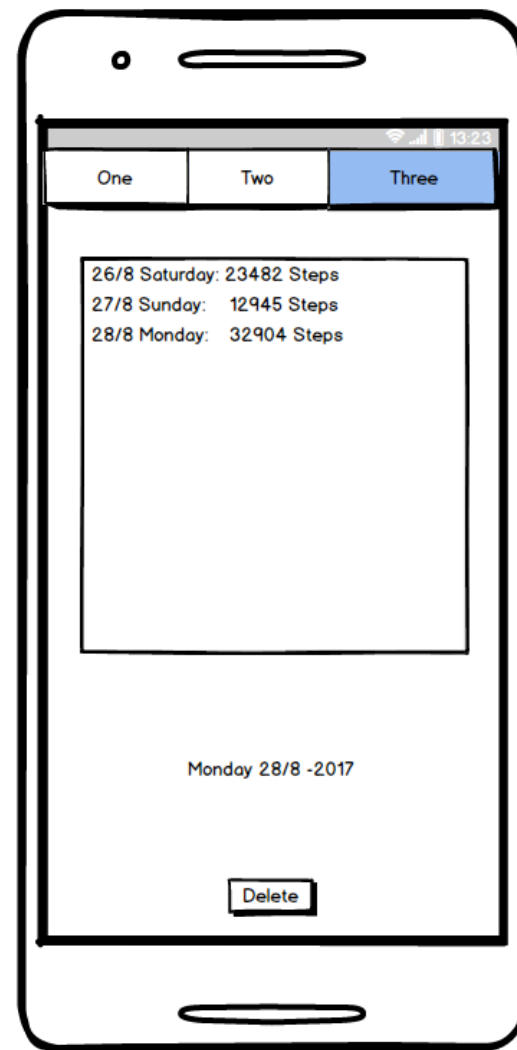 13:23
One Two Three
26/8 Saturday: 23482 Steps
27/8 Sunday: 12945 Steps
28/8 Monday: 32904 Steps
Monday 28/8 -2017
Delete